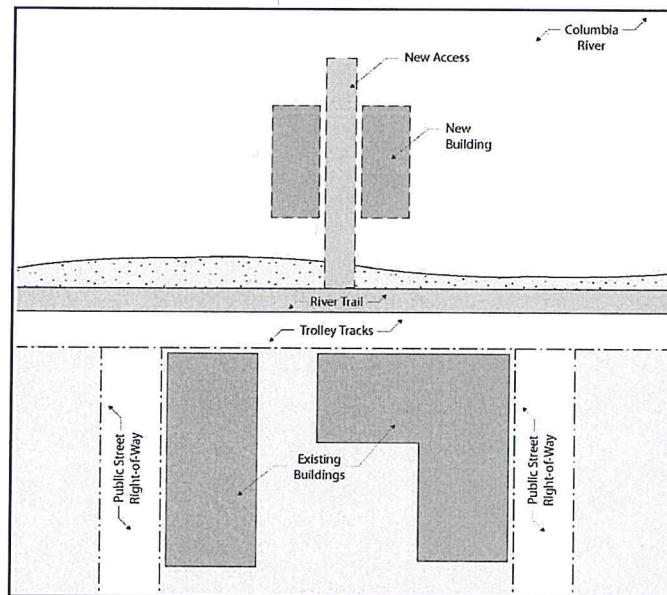 Columbia
River
New Access
New
Building
River Trail
Trolley Tracks
Public Street
Right-of-Way
Existing
Buildings
Public Street
Right-of-Way